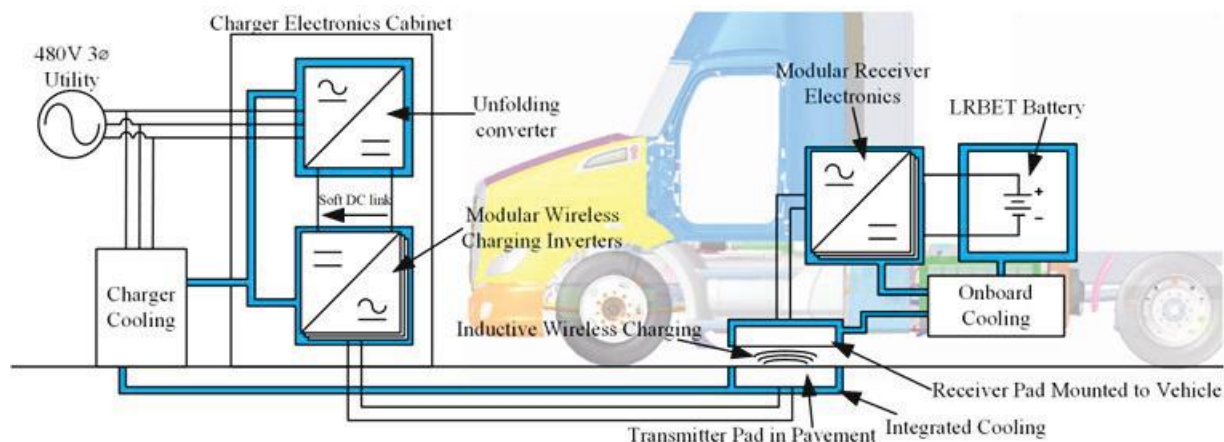 Charger Electronics Cabinet
480V 3ø
Utility
Unfolding
converter
Soft DC link
Modular Wireless
Charging Inverters
Charger
Cooling
Modular Receiver
Electronics
LRBET Battery
+
−
Onboard
Cooling
Inductive Wireless Charging
Receiver Pad Mounted to Vehicle
Integrated Cooling
Transmitter Pad in Pavement